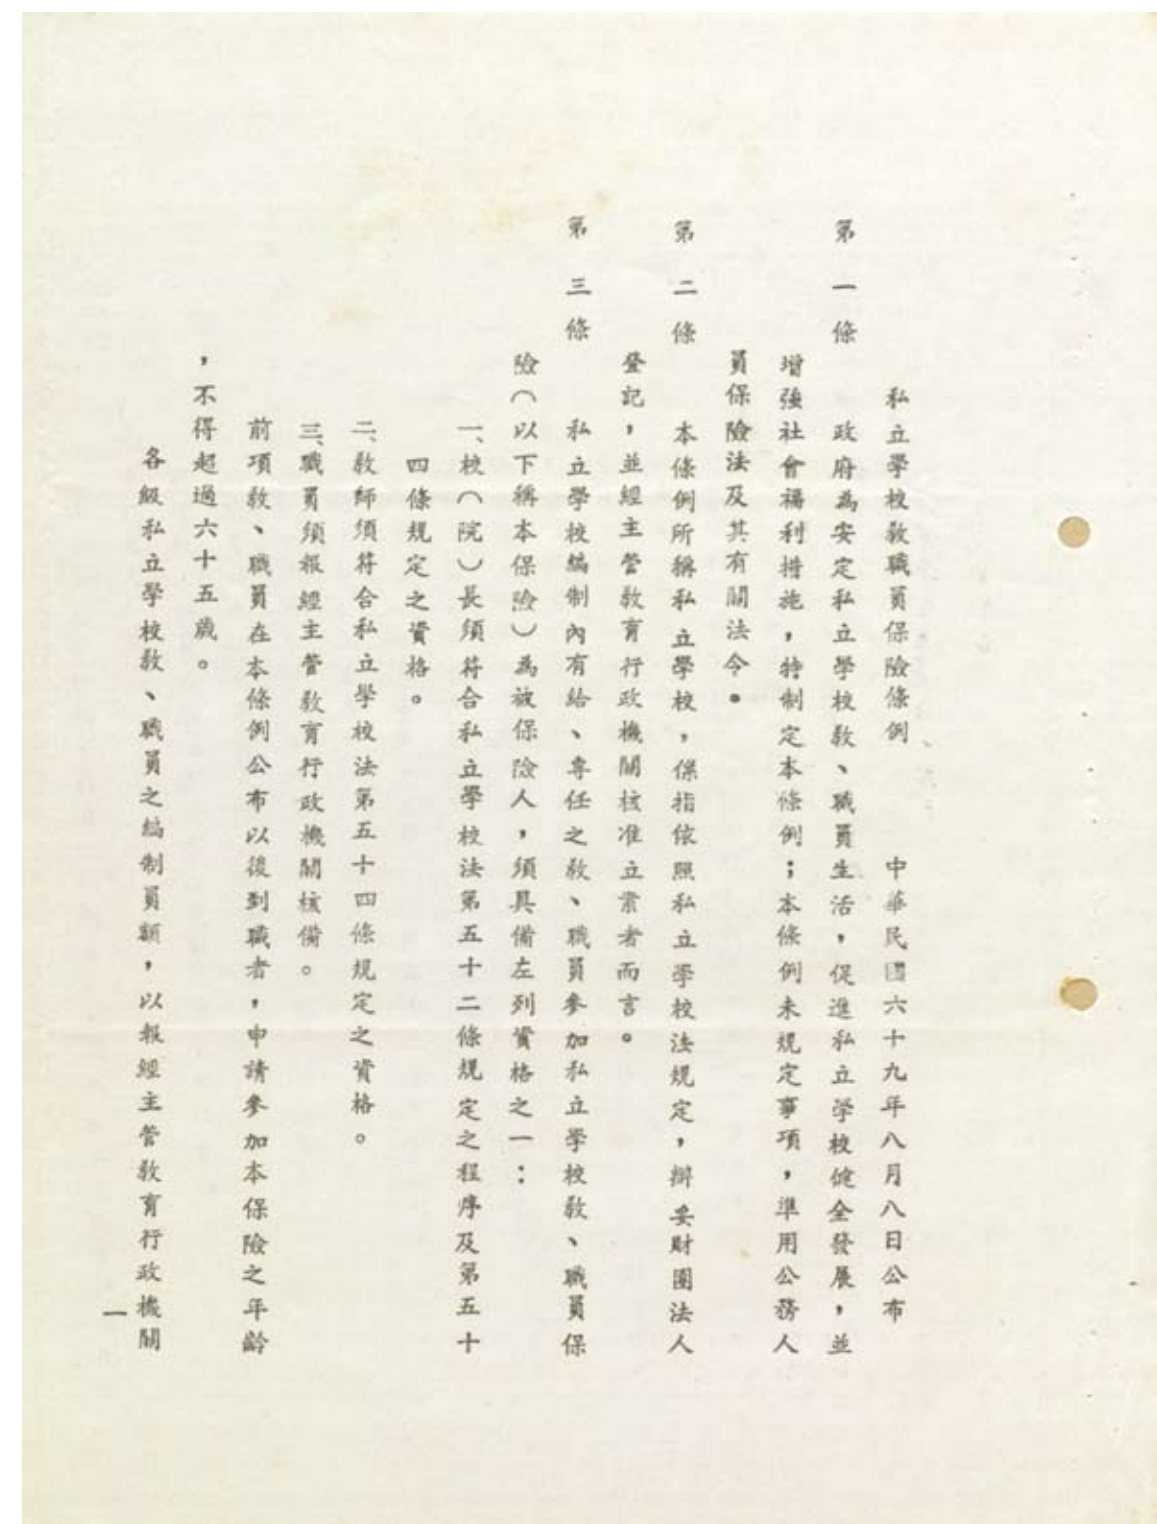 私立學校教職員保險條例　中華民國六十九年八月八日公布
第一條　政府為安定私立學校教、職員生活，促進私立學校健全發展，並
增強社會福利措施，特制定本條例；本條例未規定事項，準用公務人
員保險法及其有關法令。
第二條　本條例所稱私立學校，係指依照私立學校法規定，辦妥財團法人
登記，並經主管教育行政機關核准立案者而言。
第三條　私立學校編制內有給、專任之教、職員參加私立學校教、職員保
險（以下稱本保險）為被保險人，須具備左列資格之一：
一、校（院）長須符合私立學校法第五十二條規定之程序及第五十
四條規定之資格。
二、教師須符合私立學校法第五十四條規定之資格。
三、職員須報經主管教育行政機關核備。
前項教、職員在本條例公布以後到職者，申請參加本保險之年齡
，不得超過六十五歲。
各級私立學校教、職員之編制員額，以報經主管教育行政機關
一